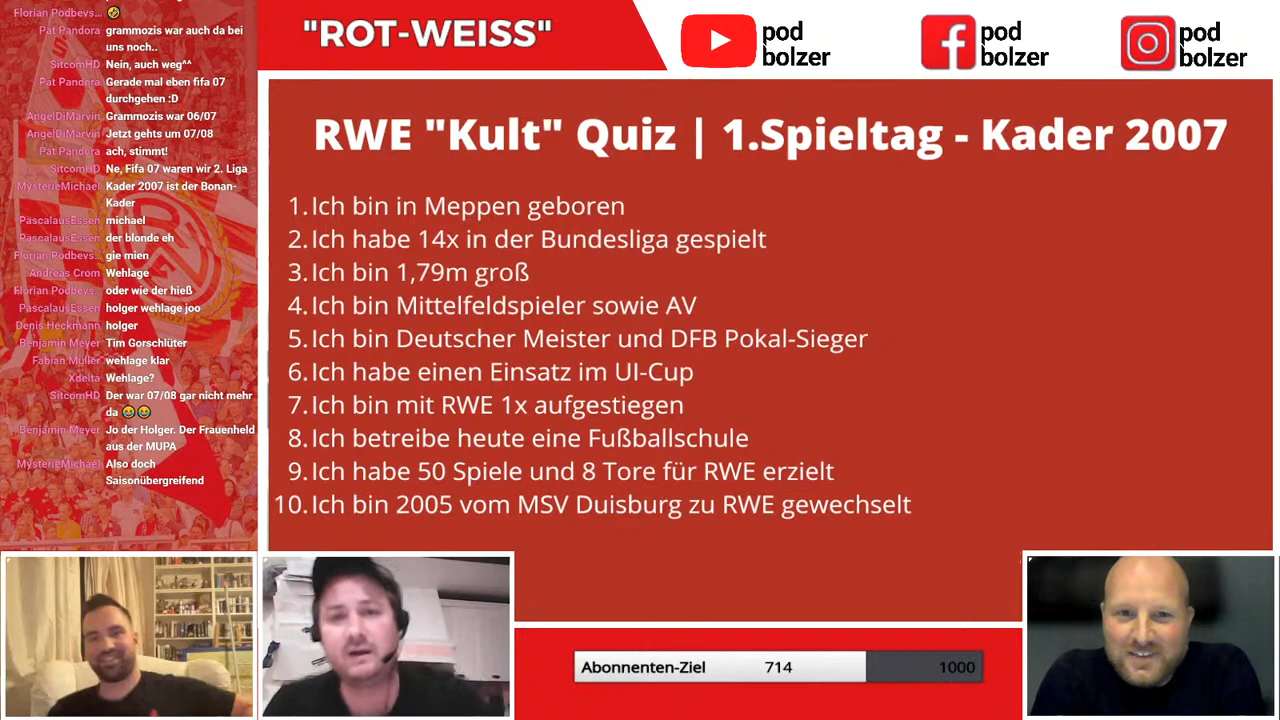 Florian Podbevs... 🤣
Pat Pandora grammozis war auch da bei
uns noch..
SitcomHD Nein, auch weg^^
Pat Pandora Gerade mal eben fifa 07
durchgehen :D
AngelDiMarvin Grammozis war 06/07
AngelDiMarvin Jetzt gehts um 07/08
Pat Pandora ach, stimmt!
SitcomHD Ne, Fifa 07 waren wir 2. Liga
MysterieMichael Kader 2007 ist der Bonan-
Kader
PascalausEssen michael
PascalausEssen der blonde eh
Florian Podbevs... gie mien
Andreas Crom Wehlage
Florian Podbevs... oder wie der hieß
PascalausEssen holger wehlage joo
Denis Heckmann holger
Benjamin Meyer Tim Gorschlüter
Fabian Müller wehlage klar
Xdelta Wehlage?
SitcomHD Der war 07/08 gar nicht mehr
da 😂😂
Benjamin Meyer Jo der Holger. Der Frauenheld
aus der MUPA
MysterieMichael Also doch
Saisonübergreifend
"ROT-WEISS"
pod
bolzer
pod
bolzer
pod
bolzer
RWE "Kult" Quiz | 1.Spieltag - Kader 2007
1. Ich bin in Meppen geboren
2. Ich habe 14x in der Bundesliga gespielt
3. Ich bin 1,79m groß
4. Ich bin Mittelfeldspieler sowie AV
5. Ich bin Deutscher Meister und DFB Pokal-Sieger
6. Ich habe einen Einsatz im UI-Cup
7. Ich bin mit RWE 1x aufgestiegen
8. Ich betreibe heute eine Fußballschule
9. Ich habe 50 Spiele und 8 Tore für RWE erzielt
10. Ich bin 2005 vom MSV Duisburg zu RWE gewechselt
Abonnenten-Ziel 714 1000